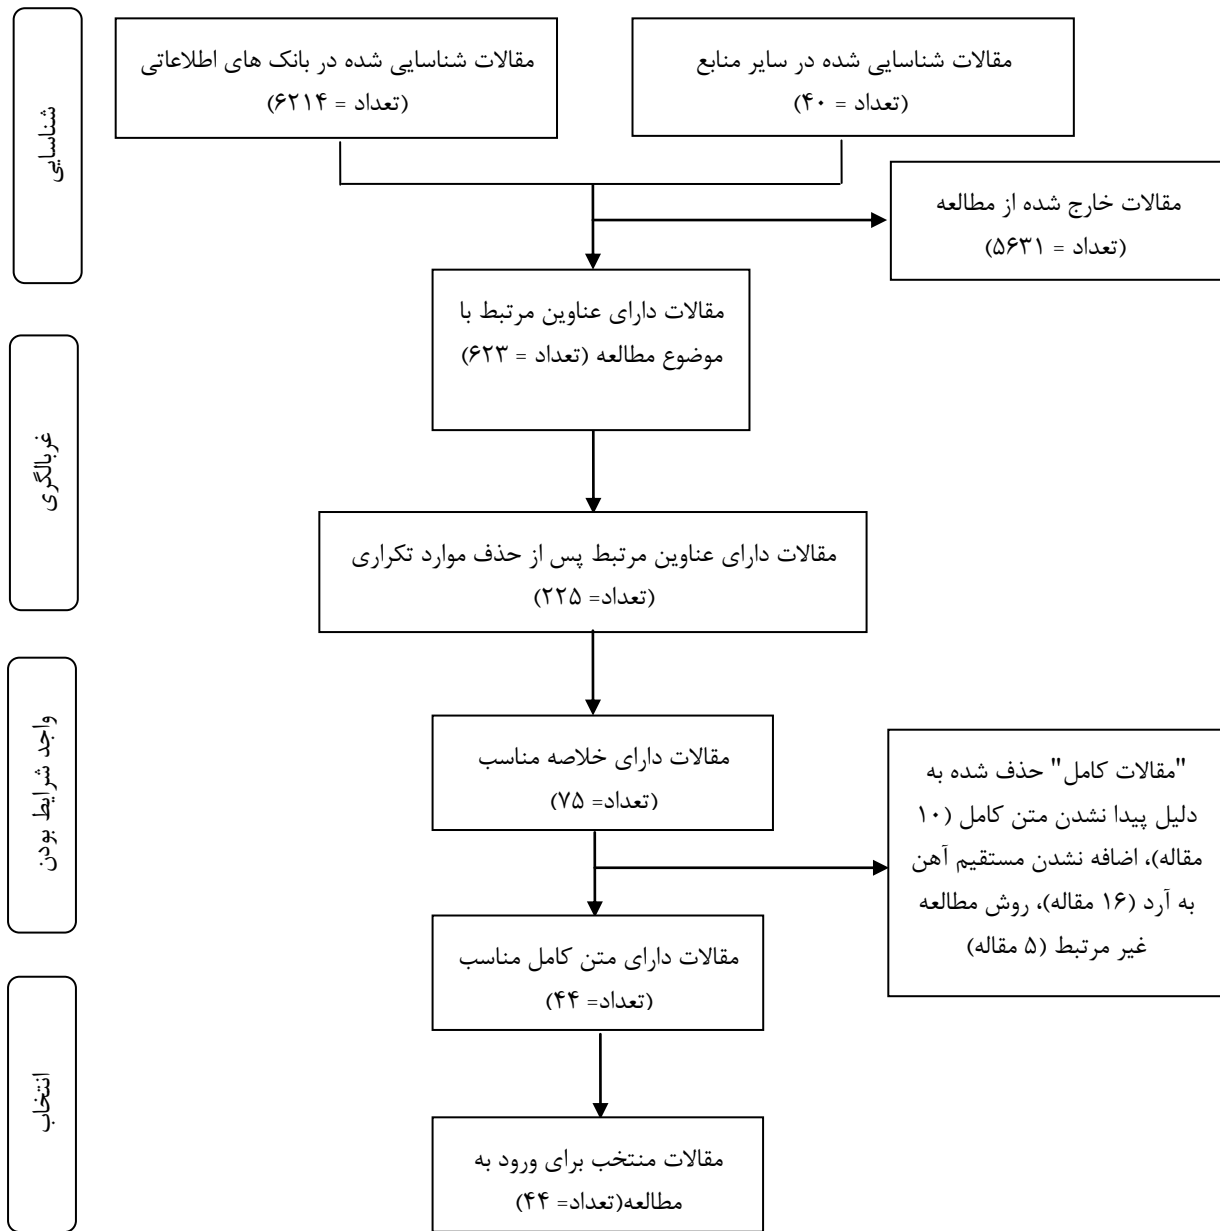 شناسایی
مقالات شناسایی شده در بانک های اطلاعاتی
(تعداد = ۶۲۱۴)
مقالات شناسایی شده در سایر منابع
(تعداد = ۴۰)
مقالات خارج شده از مطالعه
(تعداد = ۵۶۳۱)
مقالات دارای عناوین مرتبط با
موضوع مطالعه (تعداد = ۶۲۳)
غربالگری
مقالات دارای عناوین مرتبط پس از حذف موارد تکراری
(تعداد= ۲۲۵)
واجد شرایط بودن
مقالات دارای خلاصه مناسب
(تعداد= ۷۵)
"مقالات کامل" حذف شده به
دلیل پیدا نشدن متن کامل (۱۰
مقاله)، اضافه نشدن مستقیم آهن
به آرد (۱۶ مقاله)، روش مطالعه
غیر مرتبط (۵ مقاله)
مقالات دارای متن کامل مناسب
(تعداد= ۴۴)
انتخاب
مقالات منتخب برای ورود به
مطالعه(تعداد= ۴۴)